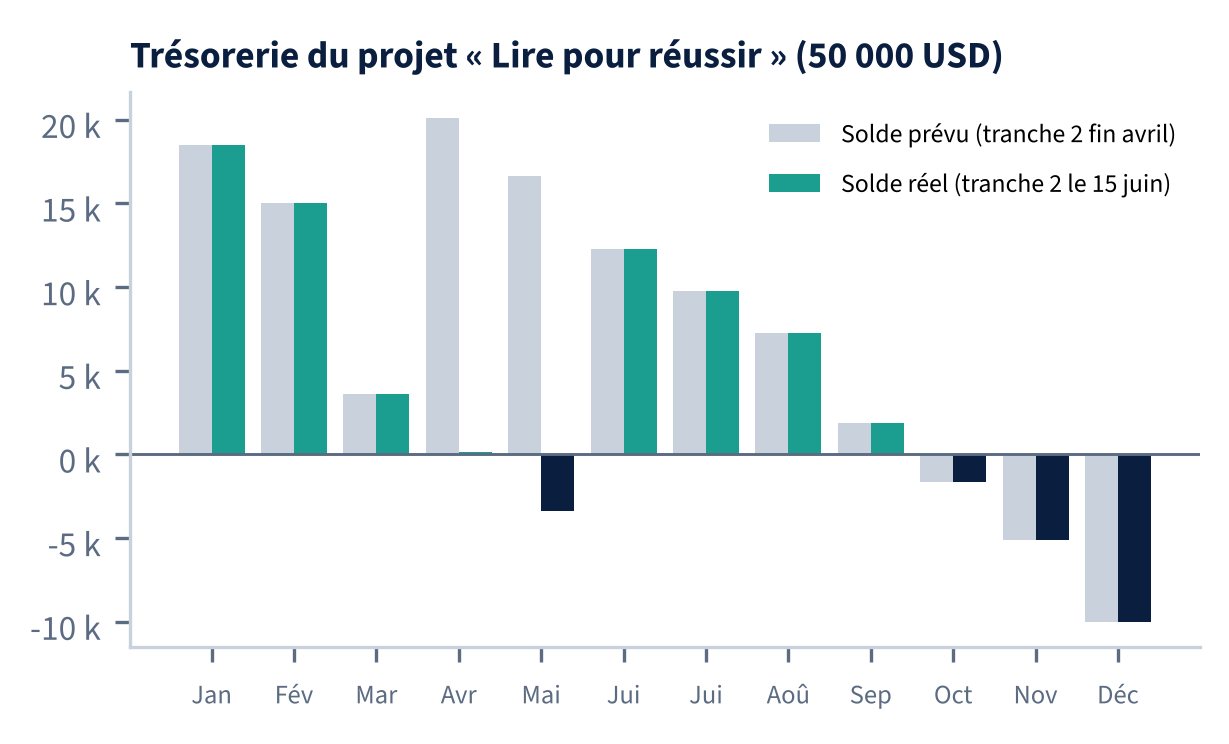 Trésorerie du projet « Lire pour réussir » (50 000 USD)
Solde prévu (tranche 2 fin avril)
Solde réel (tranche 2 le 15 juin)
20 k
15 k
10 k
5 k
0 k
-5 k
-10 k
Jan Fév Mar Avr Mai Jui Jui Aoû Sep Oct Nov Déc